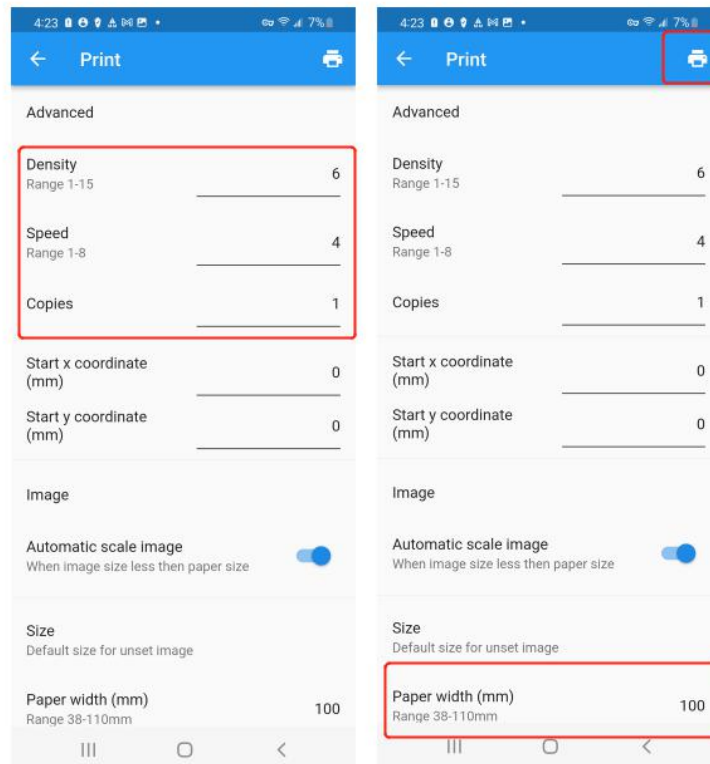 4:23
7%
Print
Advanced
Density
Range 1-15
6
Speed
Range 1-8
4
Copies
1
Start x coordinate
(mm)
0
Start y coordinate
(mm)
0
Image
Automatic scale image
When image size less then paper size
Size
Default size for unset image
Paper width (mm)
Range 38-110mm
100
4:23
7%
Print
Advanced
Density
Range 1-15
6
Speed
Range 1-8
4
Copies
1
Start x coordinate
(mm)
0
Start y coordinate
(mm)
0
Image
Automatic scale image
When image size less then paper size
Size
Default size for unset image
Paper width (mm)
Range 38-110mm
100